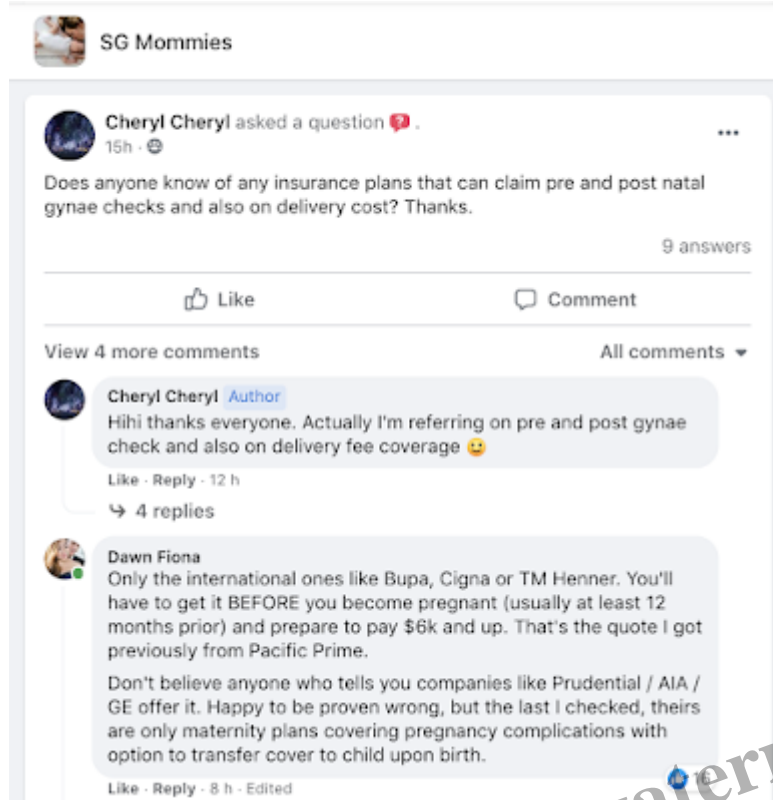 SG Mommies
Cheryl Cheryl asked a question .
15h ·
Does anyone know of any insurance plans that can claim pre and post natal
gynae checks and also on delivery cost? Thanks.
9 answers
Like Comment
View 4 more comments All comments
Cheryl Cheryl Author
Hihi thanks everyone. Actually I'm referring on pre and post gynae
check and also on delivery fee coverage
Like · Reply · 12 h
4 replies
Dawn Fiona
Only the international ones like Bupa, Cigna or TM Henner. You'll
have to get it BEFORE you become pregnant (usually at least 12
months prior) and prepare to pay $6k and up. That's the quote I got
previously from Pacific Prime.
Don't believe anyone who tells you companies like Prudential / AIA /
GE offer it. Happy to be proven wrong, but the last I checked, theirs
are only maternity plans covering pregnancy complications with
option to transfer cover to child upon birth.
16
Like · Reply · 8 h · Edited